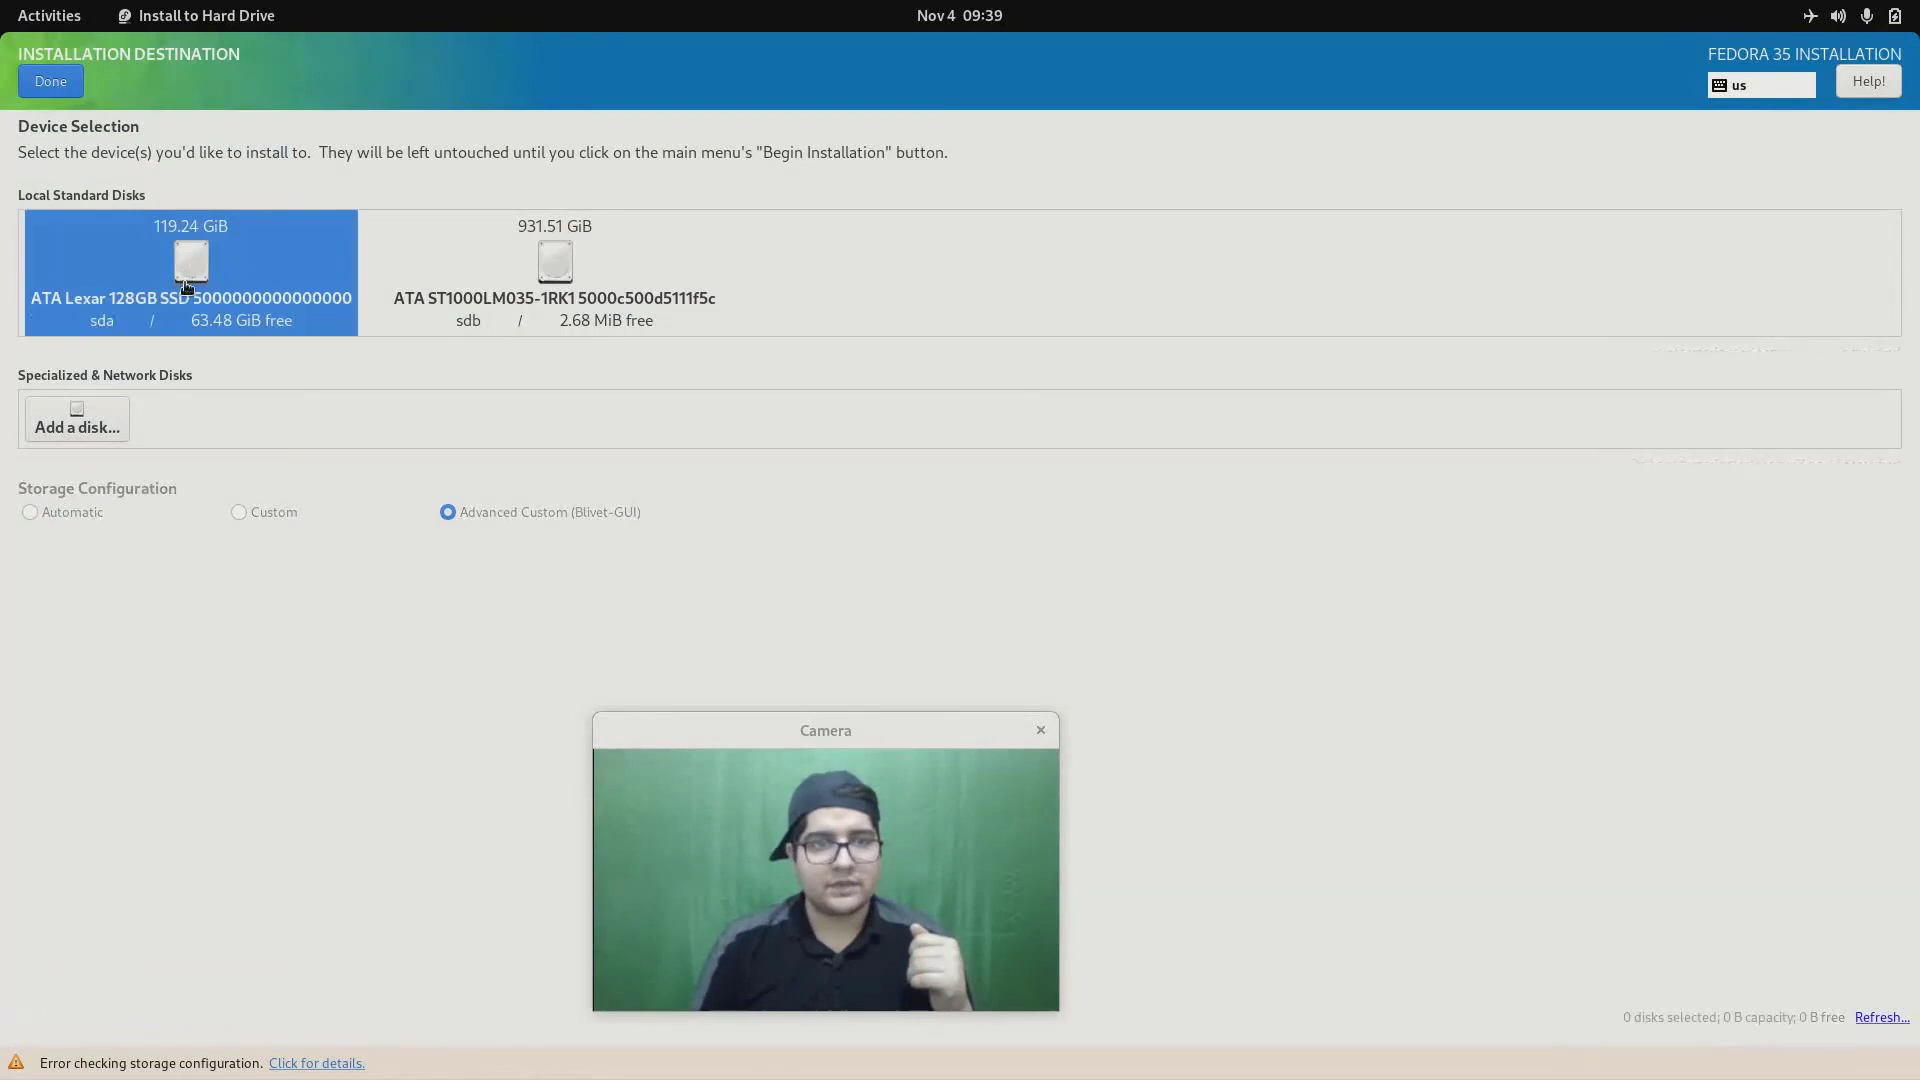 Activities
Install to Hard Drive
Nov 4 09:39
INSTALLATION DESTINATION
FEDORA 35 INSTALLATION
Done
us
Help!
Device Selection
Select the device(s) you'd like to install to. They will be left untouched until you click on the main menu's "Begin Installation" button.
Local Standard Disks
119.24 GiB
ATA Lexar 128GB SSD 5000000000000000
sda / 63.48 GiB free
931.51 GiB
ATA ST1000LM035-1RK1 5000c500d5111f5c
sdb / 2.68 MiB free
Specialized & Network Disks
Add a disk...
Storage Configuration
Automatic
Custom
Advanced Custom (Blivet-GUI)
Camera
0 disks selected; 0 B capacity; 0 B free Refresh...
Error checking storage configuration. Click for details.